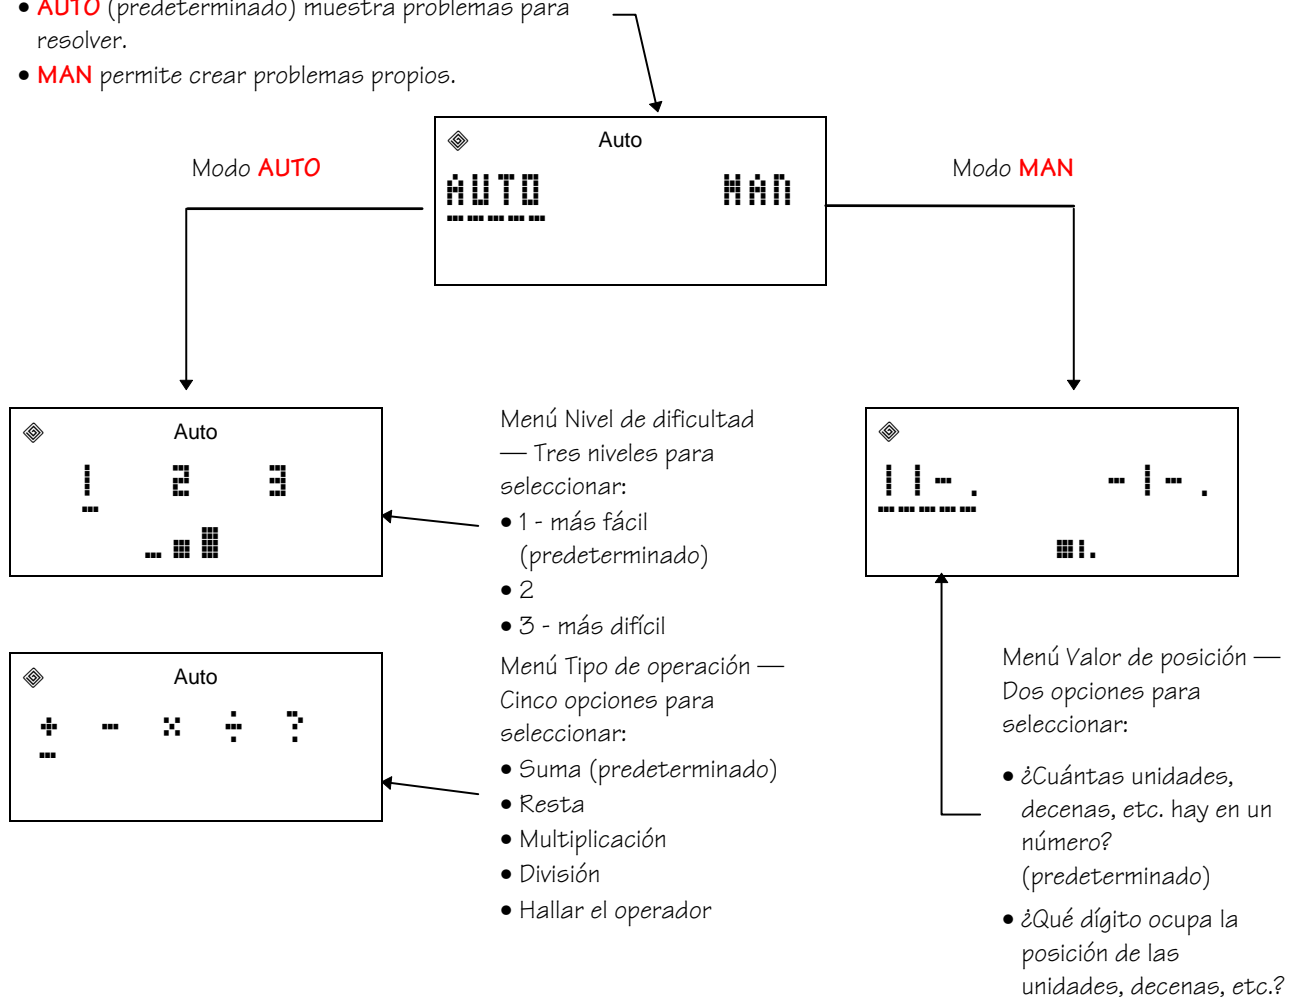 • AUTO (predeterminado) muestra problemas para
resolver.
• MAN permite crear problemas propios.
Modo AUTO
Auto
AUTO MAN
Modo MAN
Auto
1 2 3
Menú Nivel de dificultad
— Tres niveles para
seleccionar:
• 1 - más fácil
(predeterminado)
• 2
• 3 - más difícil
11-. -1-.
Auto
+ - × ÷ ?
Menú Tipo de operación —
Cinco opciones para
seleccionar:
• Suma (predeterminado)
• Resta
• Multiplicación
• División
• Hallar el operador
Menú Valor de posición —
Dos opciones para
seleccionar:
• ¿Cuántas unidades,
decenas, etc. hay en un
número?
(predeterminado)
• ¿Qué dígito ocupa la
posición de las
unidades, decenas, etc.?